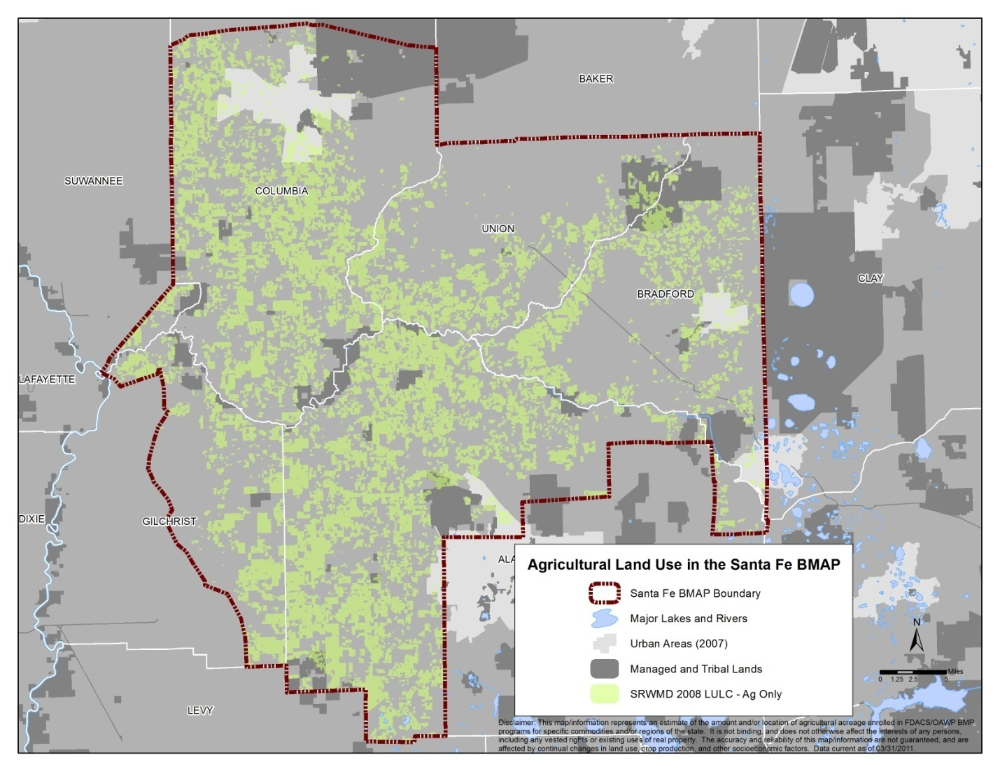 BAKER
SUWANNEE
COLUMBIA
UNION
CLAY
BRADFORD
LAFAYETTE
DIXIE
GILCHRIST
ALA
LEVY
Agricultural Land Use in the Santa Fe BMAP
Santa Fe BMAP Boundary
Major Lakes and Rivers
Urban Areas (2007)
Managed and Tribal Lands
SRWMD 2008 LULC - Ag Only
N
Miles
0 1.25 2.5 5
Disclaimer: This map/information represents an estimate of the amount and/or location of agricultural acreage enrolled in FDACS/OAWP BMP
programs for specific commodities and/or regions of the state. It is not binding, and does not otherwise affect the interests of any persons,
including any vested rights or existing uses of real property. The accuracy and reliability of this map/information are not guaranteed, and are
affected by continual changes in land use, crop production, and other socioeconomic factors. Data current as of 03/31/2011.